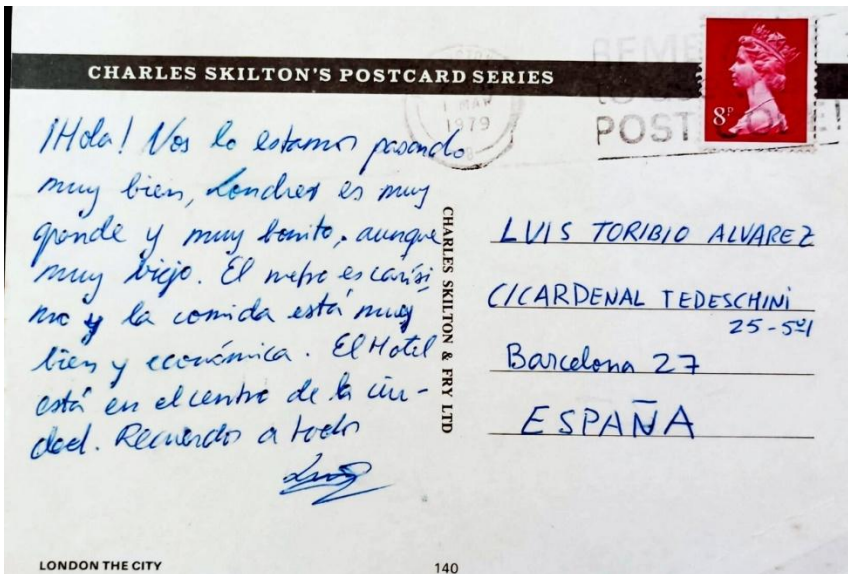 CHARLES SKILTON'S POSTCARD SERIES
1 MAR
1979
POST
8P
¡Hola! Nos lo estamos pasando
muy bien, Londres es muy
grande y muy bonito, aunque
muy viejo. El metro es carísi
mo y la comida está muy
bien y económica. El Hotel
está en el centro de la ciu-
dad. Recuerdos a todos
CHARLES SKILTON & FRY LTD
LUIS TORIBIO ALVAREZ
C/CARDENAL TEDESCHINI
25-5º1
Barcelona 27
ESPAÑA
LONDON THE CITY
140